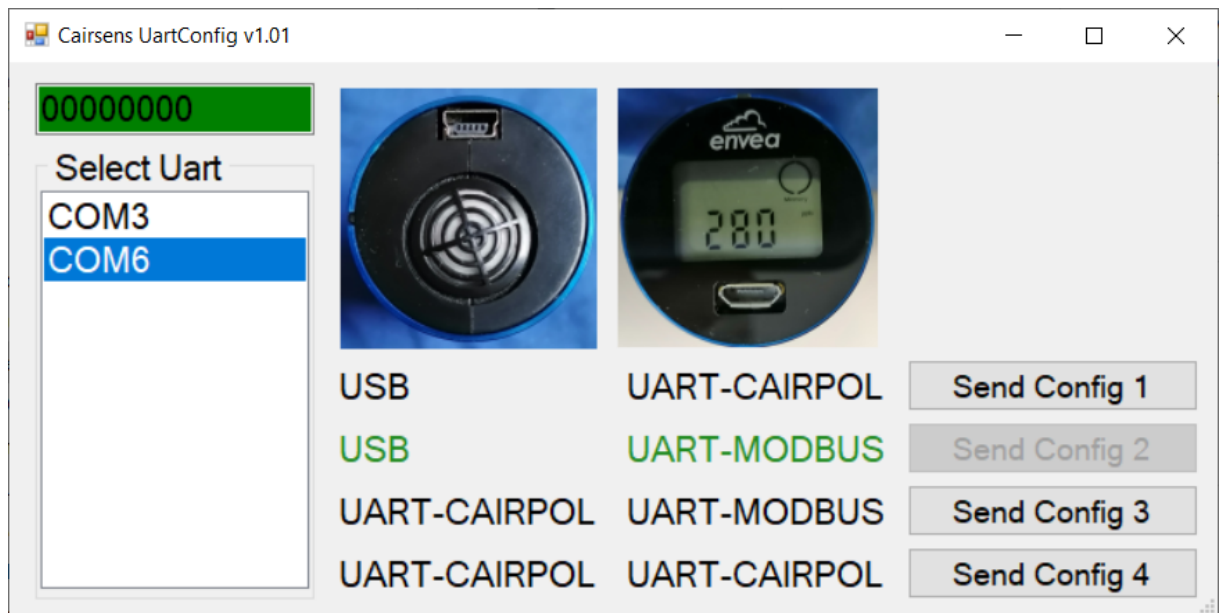 Cairsens UartConfig v1.01
00000000
Select Uart
COM3
COM6
envea
280
USB UART-CAIRPOL Send Config 1
USB UART-MODBUS Send Config 2
UART-CAIRPOL UART-MODBUS Send Config 3
UART-CAIRPOL UART-CAIRPOL Send Config 4